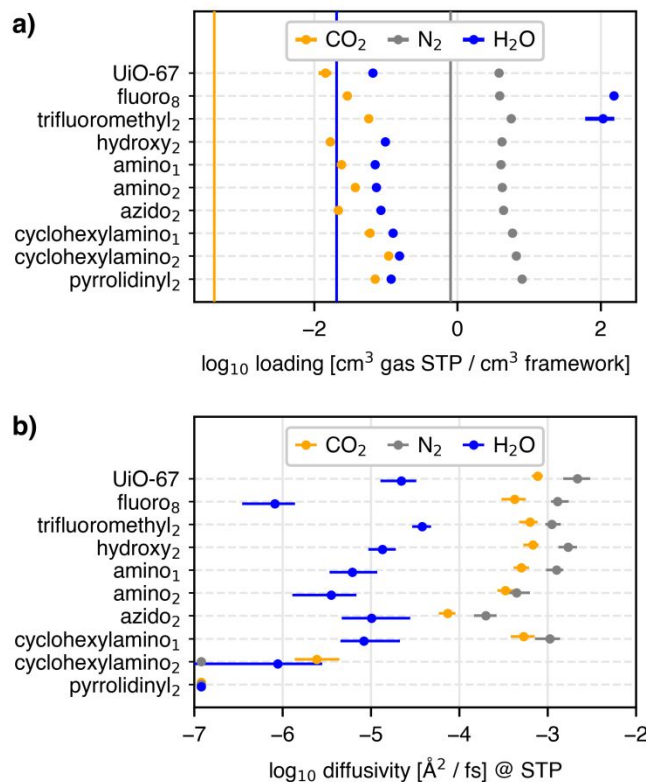 a)
CO₂ N₂ H₂O
UiO-67
fluoro₈
trifluoromethyl₂
hydroxy₂
amino₁
amino₂
azido₂
cyclohexylamino₁
cyclohexylamino₂
pyrrolidinyl₂
−2 0 2
log₁₀ loading [cm³ gas STP / cm³ framework]
b)
CO₂ N₂ H₂O
UiO-67
fluoro₈
trifluoromethyl₂
hydroxy₂
amino₁
amino₂
azido₂
cyclohexylamino₁
cyclohexylamino₂
pyrrolidinyl₂
−7 −6 −5 −4 −3 −2
log₁₀ diffusivity [Å² / fs] @ STP